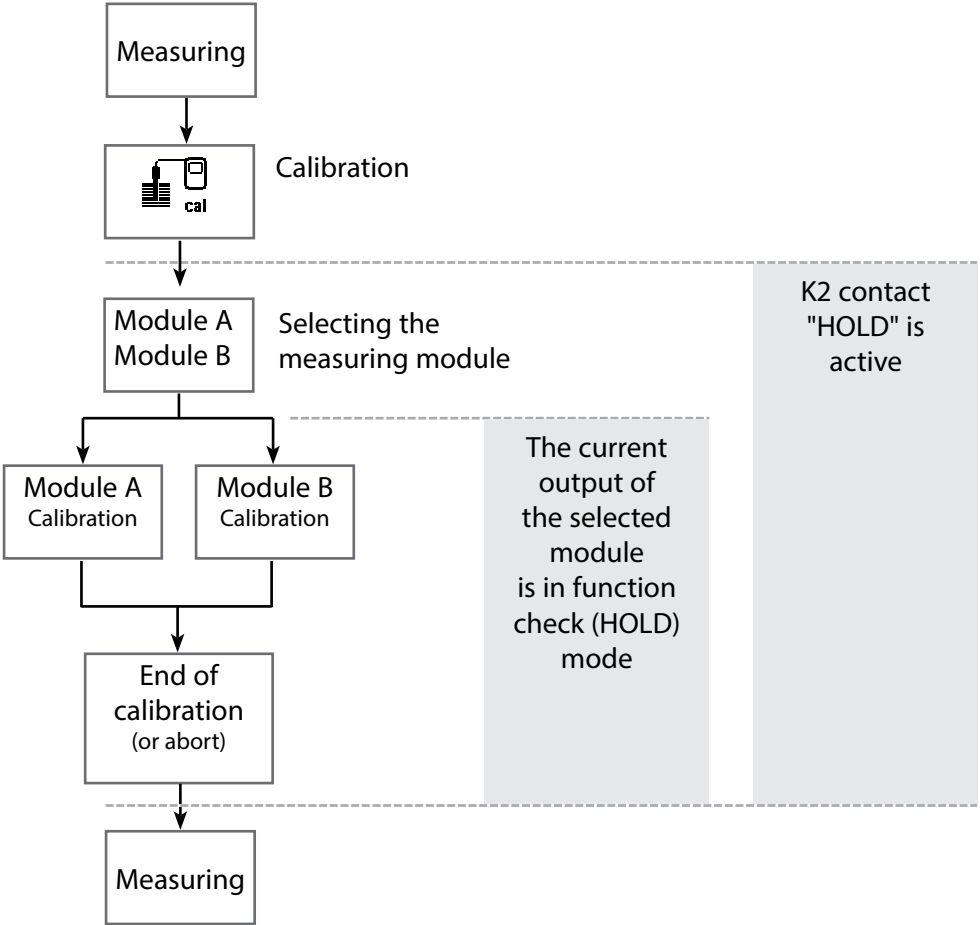 Measuring
cal
Calibration
Module A
Module B
Selecting the
measuring module
K2 contact
"HOLD" is
active
Module A
Calibration
Module B
Calibration
The current
output of
the selected
module
is in function
check (HOLD)
mode
End of
calibration
(or abort)
Measuring